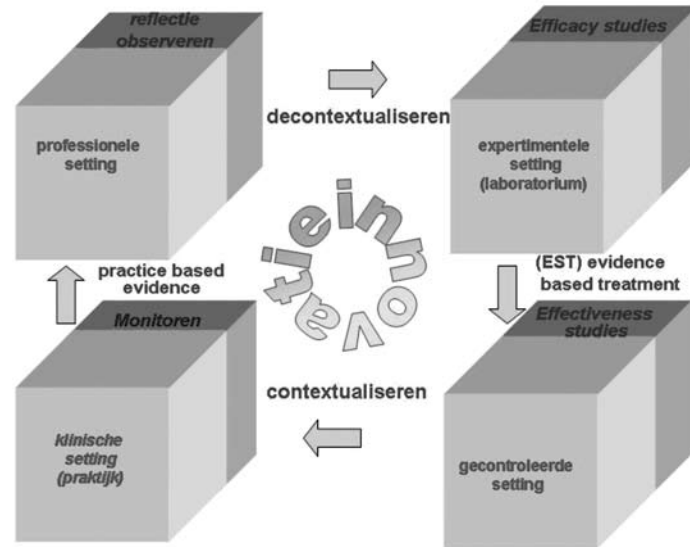 reflectie
observeren
professionele
setting
decontextualiseren
Efficacy studies
expertimentele
setting
(laboratorium)
innovatie
practice based
evidence
(EST) evidence
based treatment
Monitoren
klinische
setting
(praktijk)
contextualiseren
Effectiveness
studies
gecontroleerde
setting